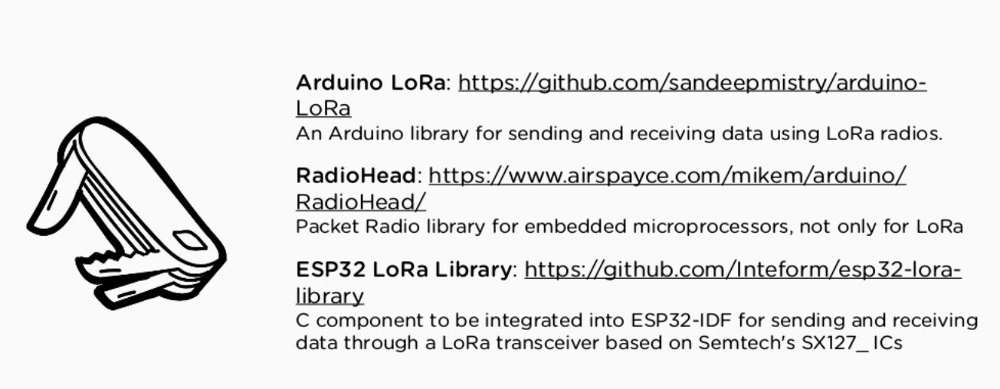 Arduino LoRa: https://github.com/sandeepmistry/arduino-
LoRa
An Arduino library for sending and receiving data using LoRa radios.
RadioHead: https://www.airspayce.com/mikem/arduino/
RadioHead/
Packet Radio library for embedded microprocessors, not only for LoRa
ESP32 LoRa Library: https://github.com/Inteform/esp32-lora-
library
C component to be integrated into ESP32-IDF for sending and receiving
data through a LoRa transceiver based on Semtech's SX127_ ICs